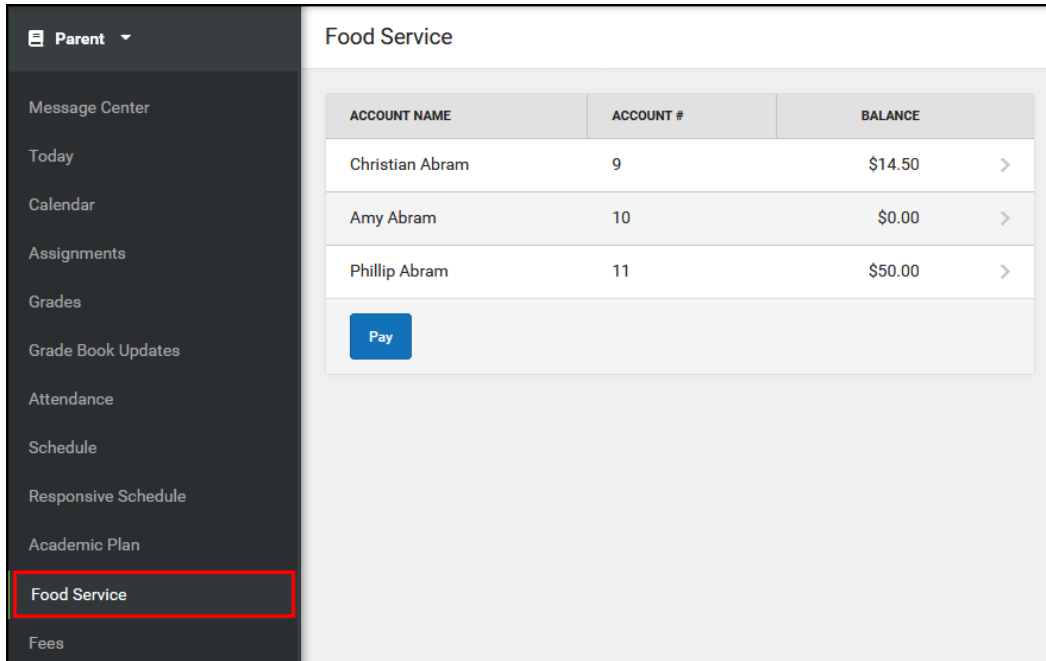 Parent
Message Center
Today
Calendar
Assignments
Grades
Grade Book Updates
Attendance
Schedule
Responsive Schedule
Academic Plan
Food Service
Fees
Food Service
ACCOUNT NAME ACCOUNT # BALANCE
Christian Abram 9 $14.50
Amy Abram 10 $0.00
Phillip Abram 11 $50.00
Pay